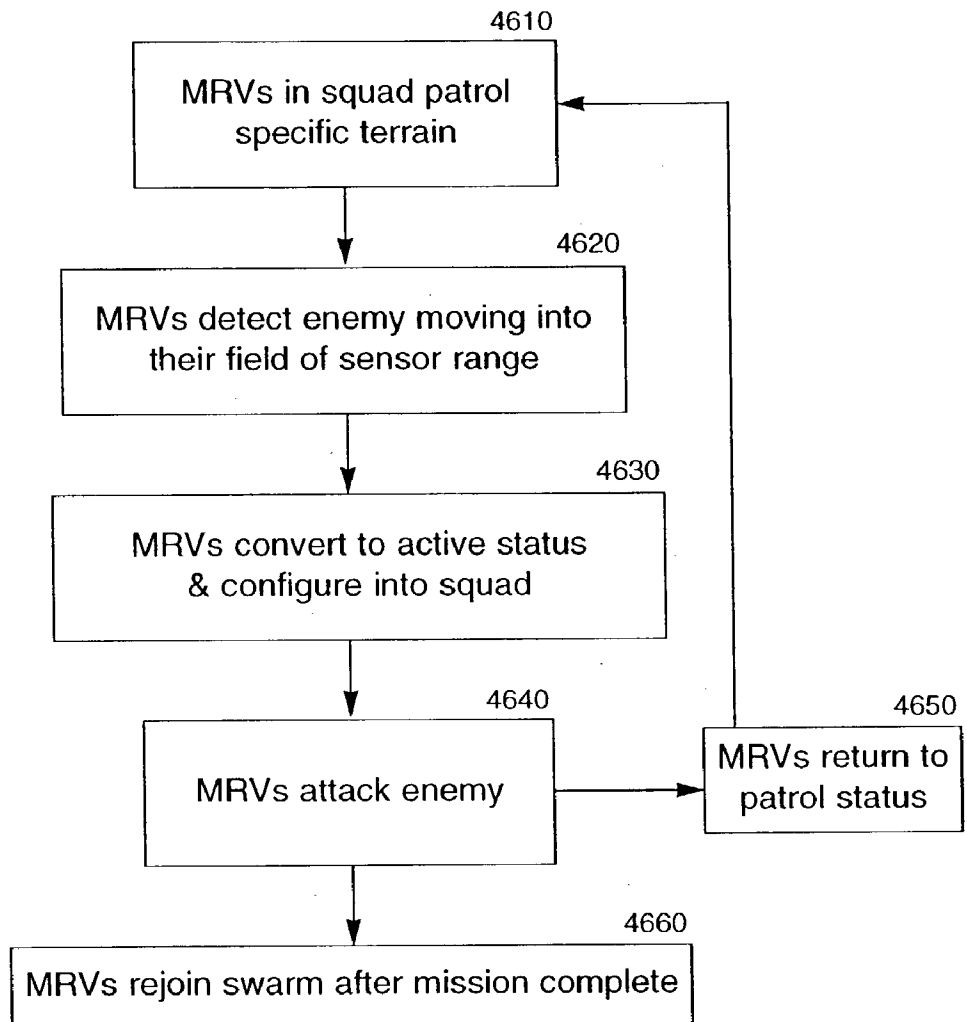 4610
MRVs in squad patrol
specific terrain
4620
MRVs detect enemy moving into
their field of sensor range
4630
MRVs convert to active status
& configure into squad
4640
MRVs attack enemy
4650
MRVs return to
patrol status
4660
MRVs rejoin swarm after mission complete